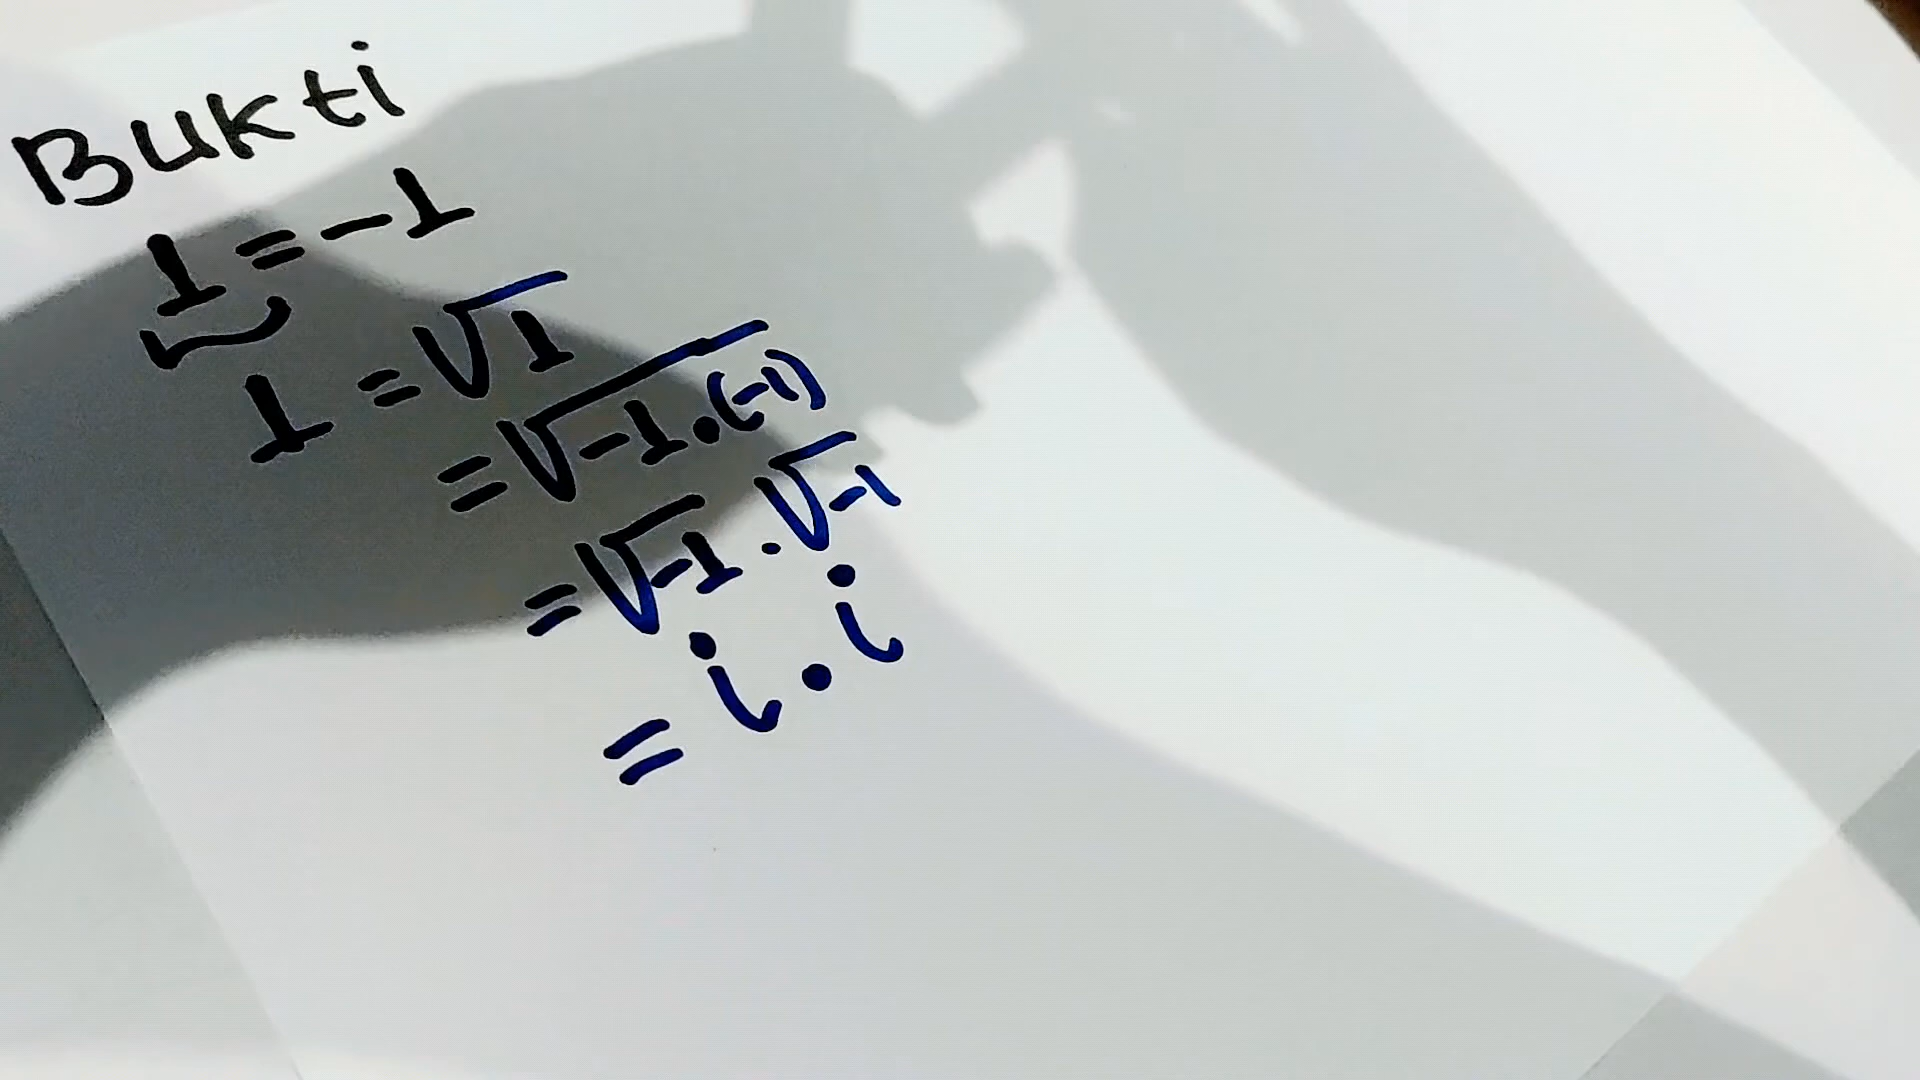 Bukti
1 = -1
1 = √1
= √-1·(-1)
= √-1 · √-1
= i · i